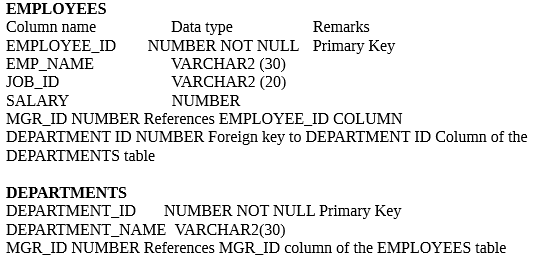 EMPLOYEES
Column name Data type Remarks
EMPLOYEE_ID NUMBER NOT NULL Primary Key
EMP_NAME VARCHAR2 (30)
JOB_ID VARCHAR2 (20)
SALARY NUMBER
MGR_ID NUMBER References EMPLOYEE_ID COLUMN
DEPARTMENT ID NUMBER Foreign key to DEPARTMENT ID Column of the
DEPARTMENTS table
DEPARTMENTS
DEPARTMENT_ID NUMBER NOT NULL Primary Key
DEPARTMENT_NAME VARCHAR2(30)
MGR_ID NUMBER References MGR_ID column of the EMPLOYEES table